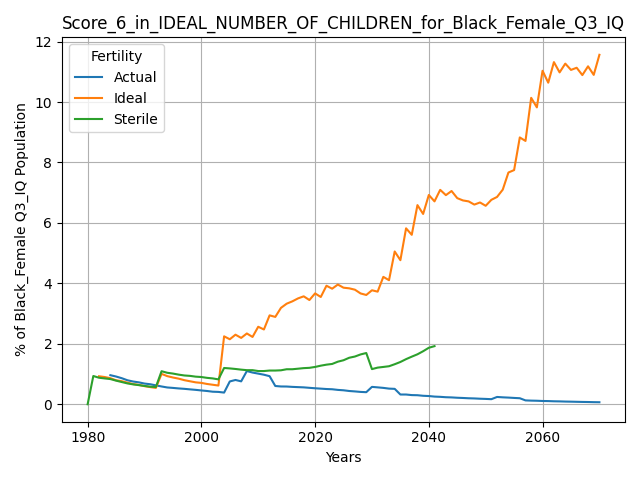 Score_6_in_IDEAL_NUMBER_OF_CHILDREN_for_Black_Female_Q3_IQ
Fertility
Actual
Ideal
Sterile
% of Black_Female Q3_IQ Population
12
10
8
6
4
2
0
1980
2000
2020
2040
2060
Years